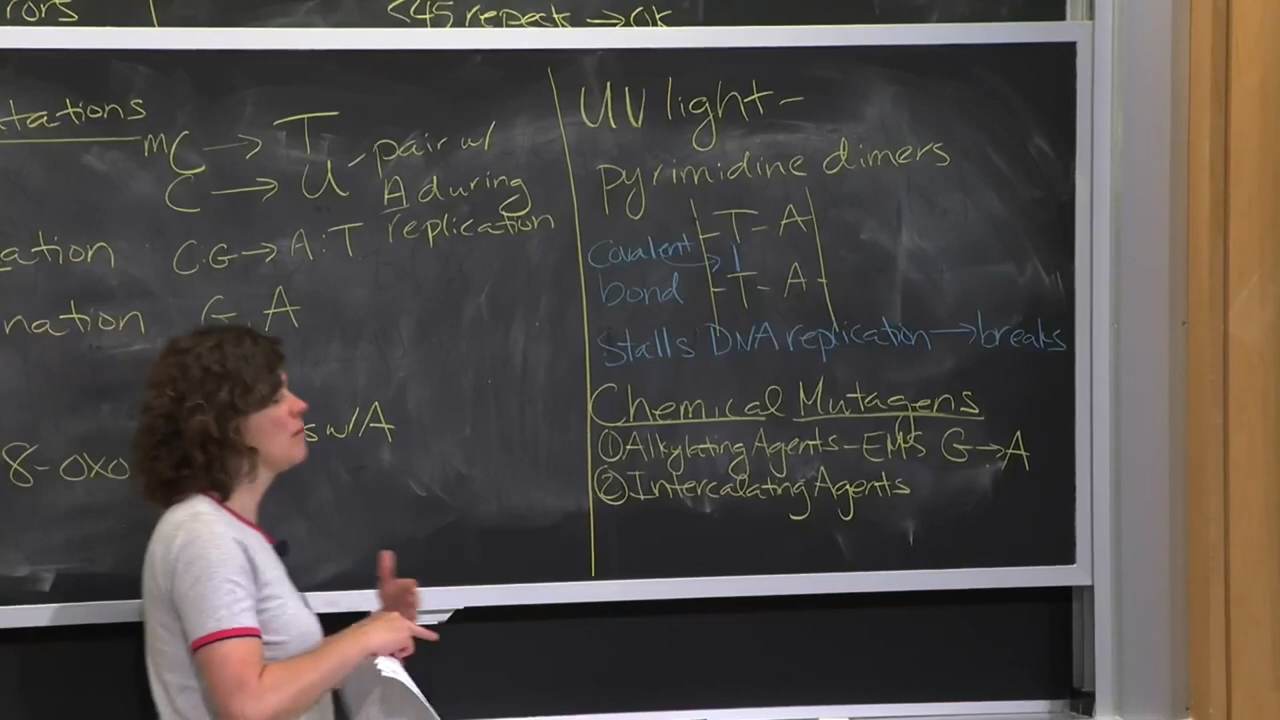 rors
<45 repeats → OK
tations
mC → T
C → U - pair w/
A during
replication
ation C:G → A:T
nation G, A
8-oxo s w/A
UV light -
pyrimidine dimers
-T-A
Covalent
bond -T-A-
Stalls DNA replication → breaks
Chemical Mutagens
① Alkylating Agents - EMS G → A
② Intercalating Agents